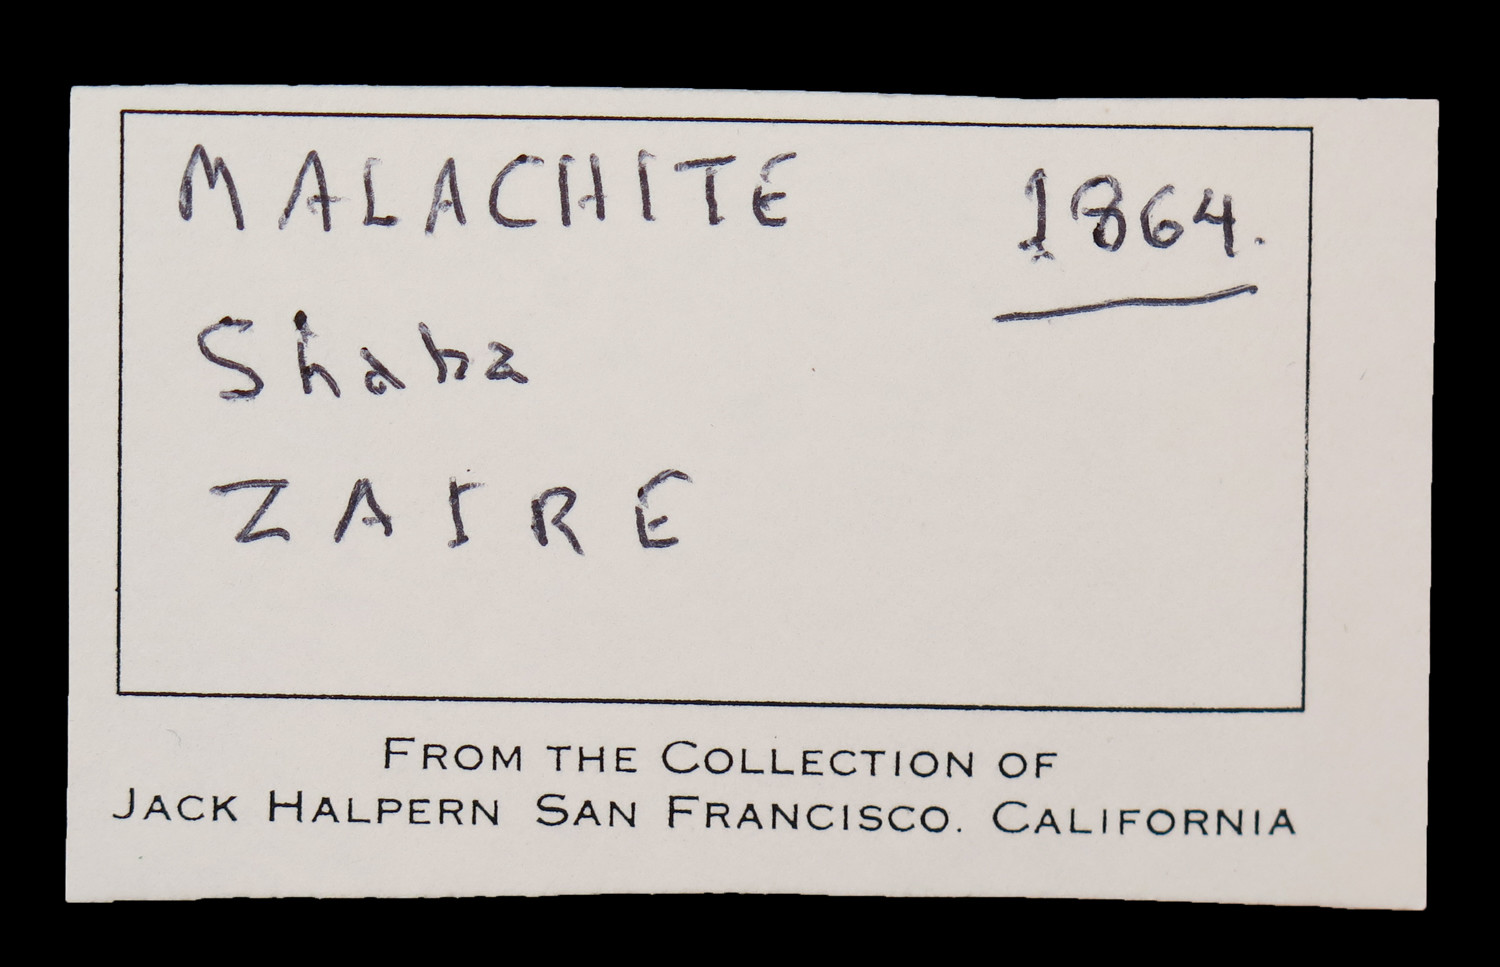 MALACHITE 1864.
Shaba
ZAIRE
FROM THE COLLECTION OF
JACK HALPERN SAN FRANCISCO. CALIFORNIA